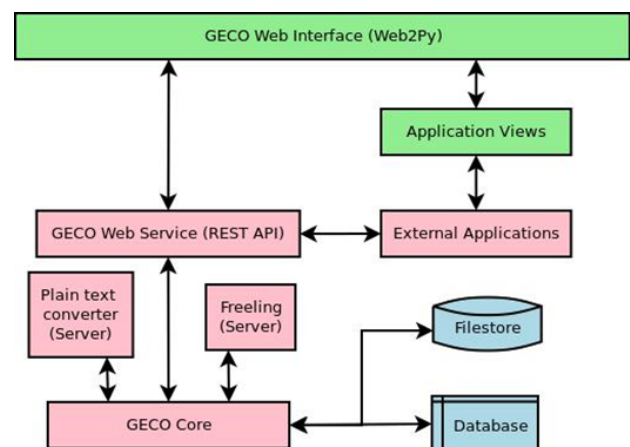 GECO Web Interface (Web2Py)
Application Views
GECO Web Service (REST API)
External Applications
Plain text
converter
(Server)
Freeling
(Server)
Filestore
GECO Core
Database